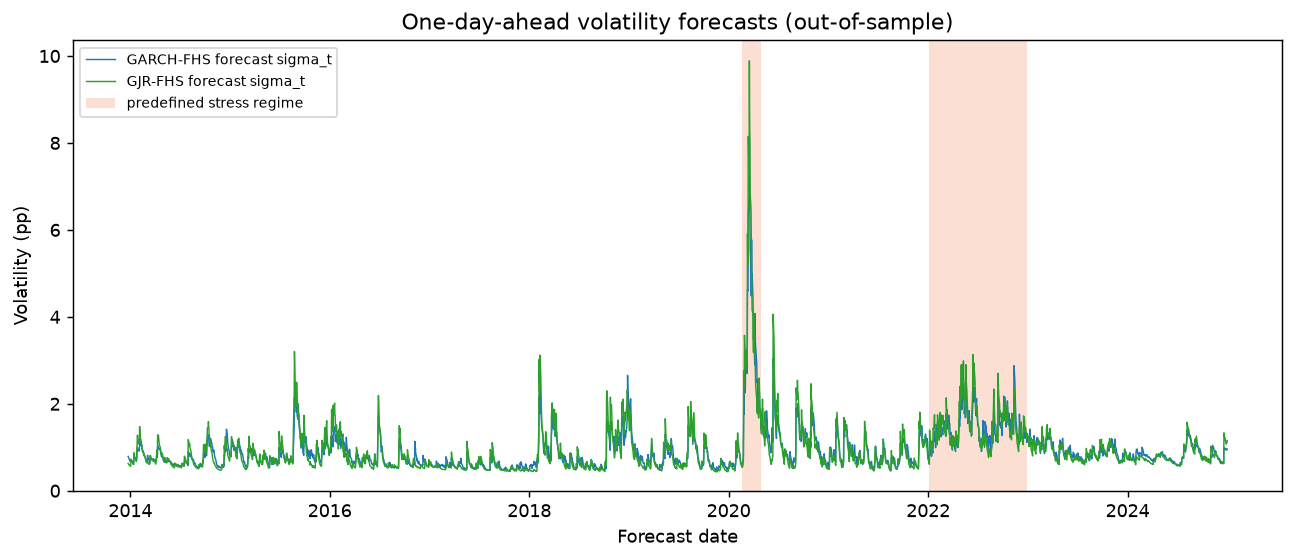 One-day-ahead volatility forecasts (out-of-sample)
GARCH-FHS forecast sigma_t
GJR-FHS forecast sigma_t
predefined stress regime
Volatility (pp)
10
8
6
4
2
0
2014 2016 2018 2020 2022 2024
Forecast date